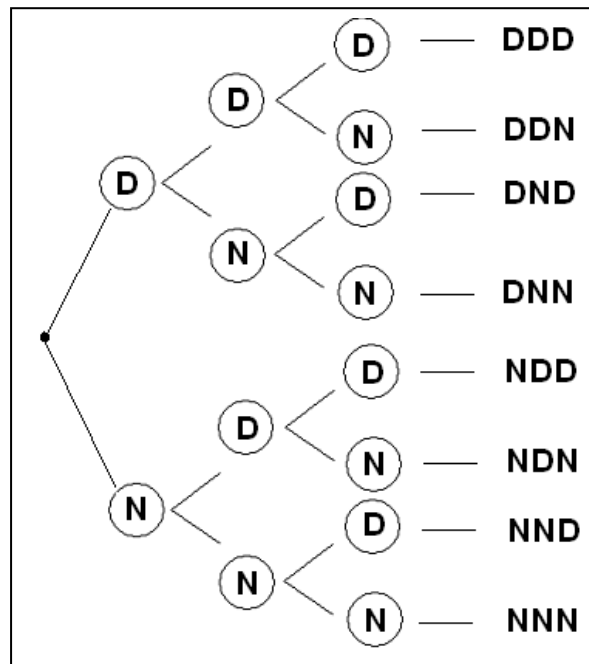 D — DDD
D
N — DDN
D
D — DND
N
N — DNN
D — NDD
D
N — NDN
N
D — NND
N
N — NNN